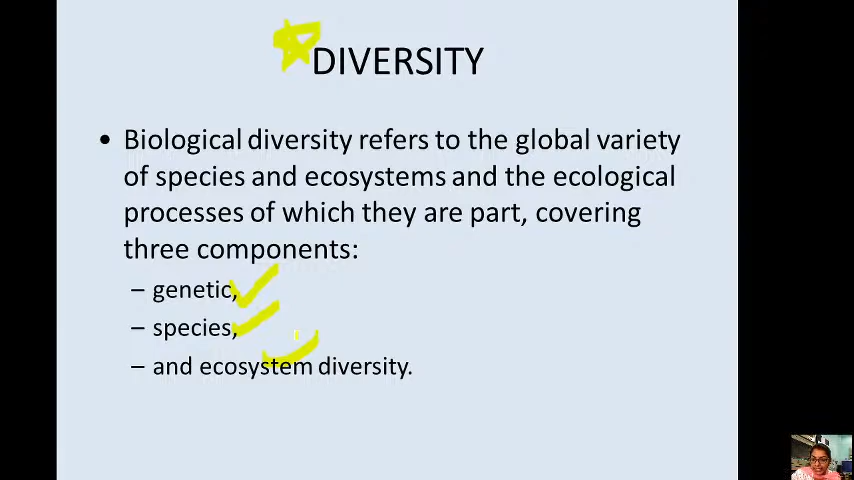 DIVERSITY
• Biological diversity refers to the global variety
of species and ecosystems and the ecological
processes of which they are part, covering
three components:
– genetic,
– species,
– and ecosystem diversity.